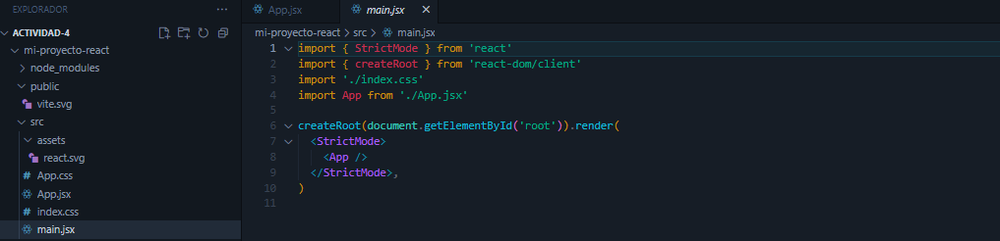 EXPLORADOR ...
ACTIVIDAD-4
mi-proyecto-react
node_modules
public
vite.svg
src
assets
react.svg
# App.css
App.jsx
# index.css
main.jsx
App.jsx main.jsx ×
mi-proyecto-react > src > main.jsx
1 import { StrictMode } from 'react'
2 import { createRoot } from 'react-dom/client'
3 import './index.css'
4 import App from './App.jsx'
5
6 createRoot(document.getElementById('root')).render(
7 <StrictMode>
8 <App />
9 </StrictMode>,
10 )
11